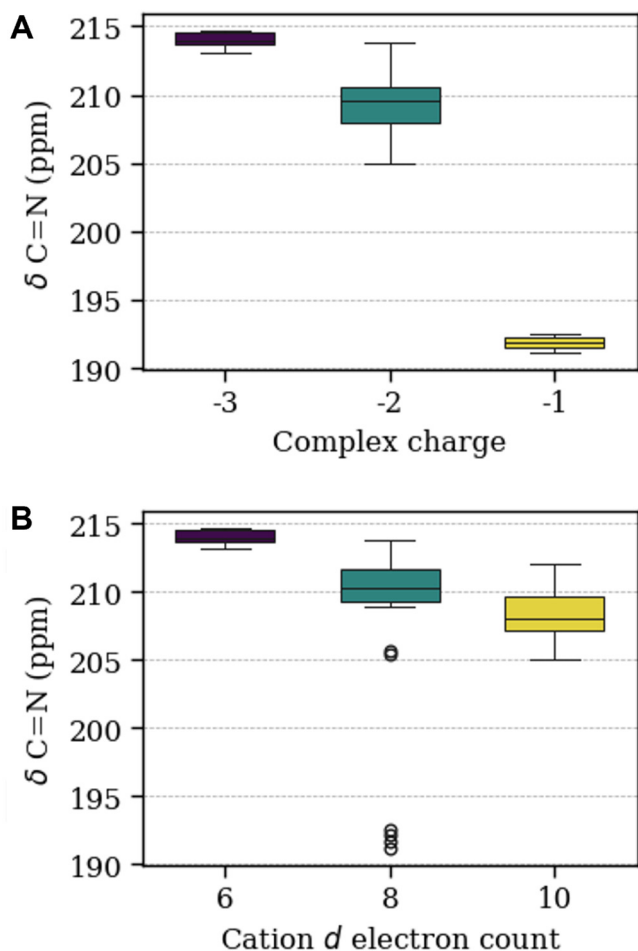 A
δ C=N (ppm)
215
210
205
200
195
190
-3 -2 -1
Complex charge
B
δ C=N (ppm)
215
210
205
200
195
190
6 8 10
Cation d electron count